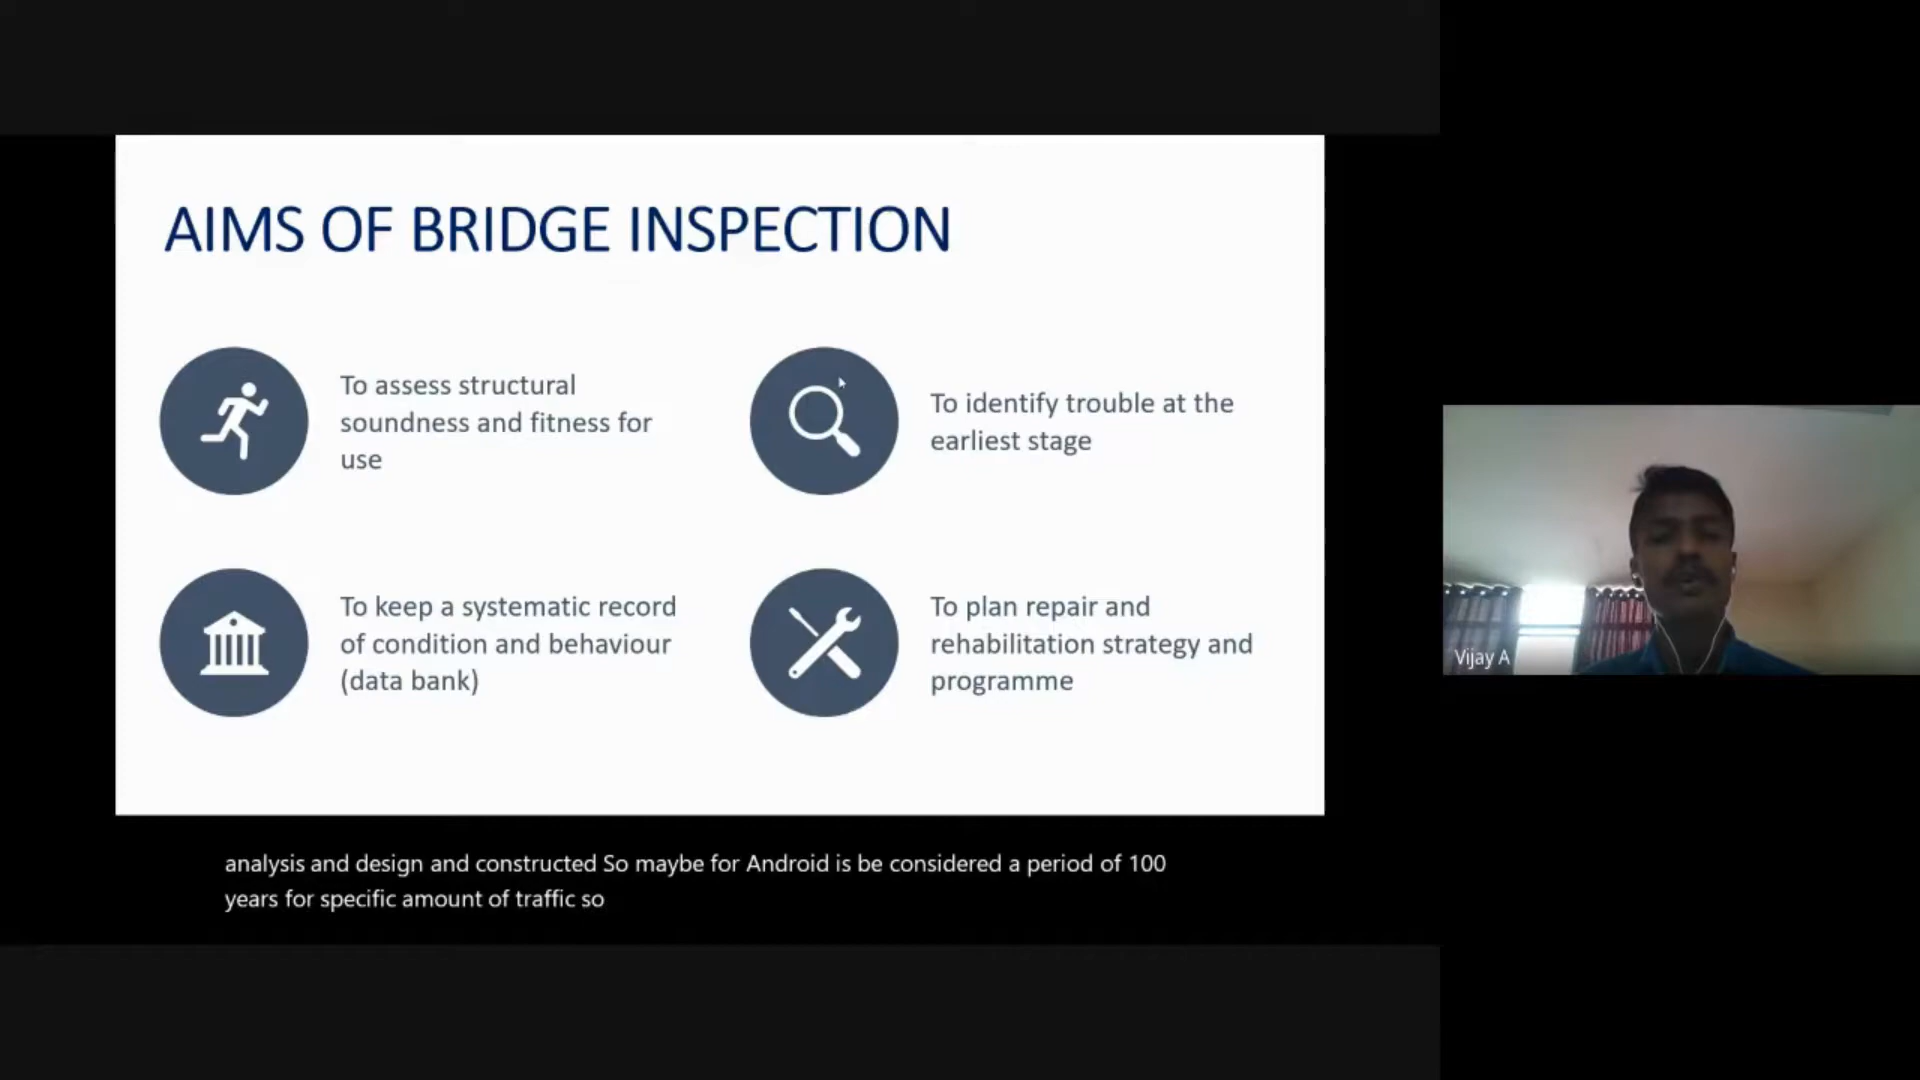 AIMS OF BRIDGE INSPECTION
To assess structural
soundness and fitness for
use
To identify trouble at the
earliest stage
To keep a systematic record
of condition and behaviour
(data bank)
To plan repair and
rehabilitation strategy and
programme
Vijay A
analysis and design and constructed So maybe for Android is be considered a period of 100
years for specific amount of traffic so